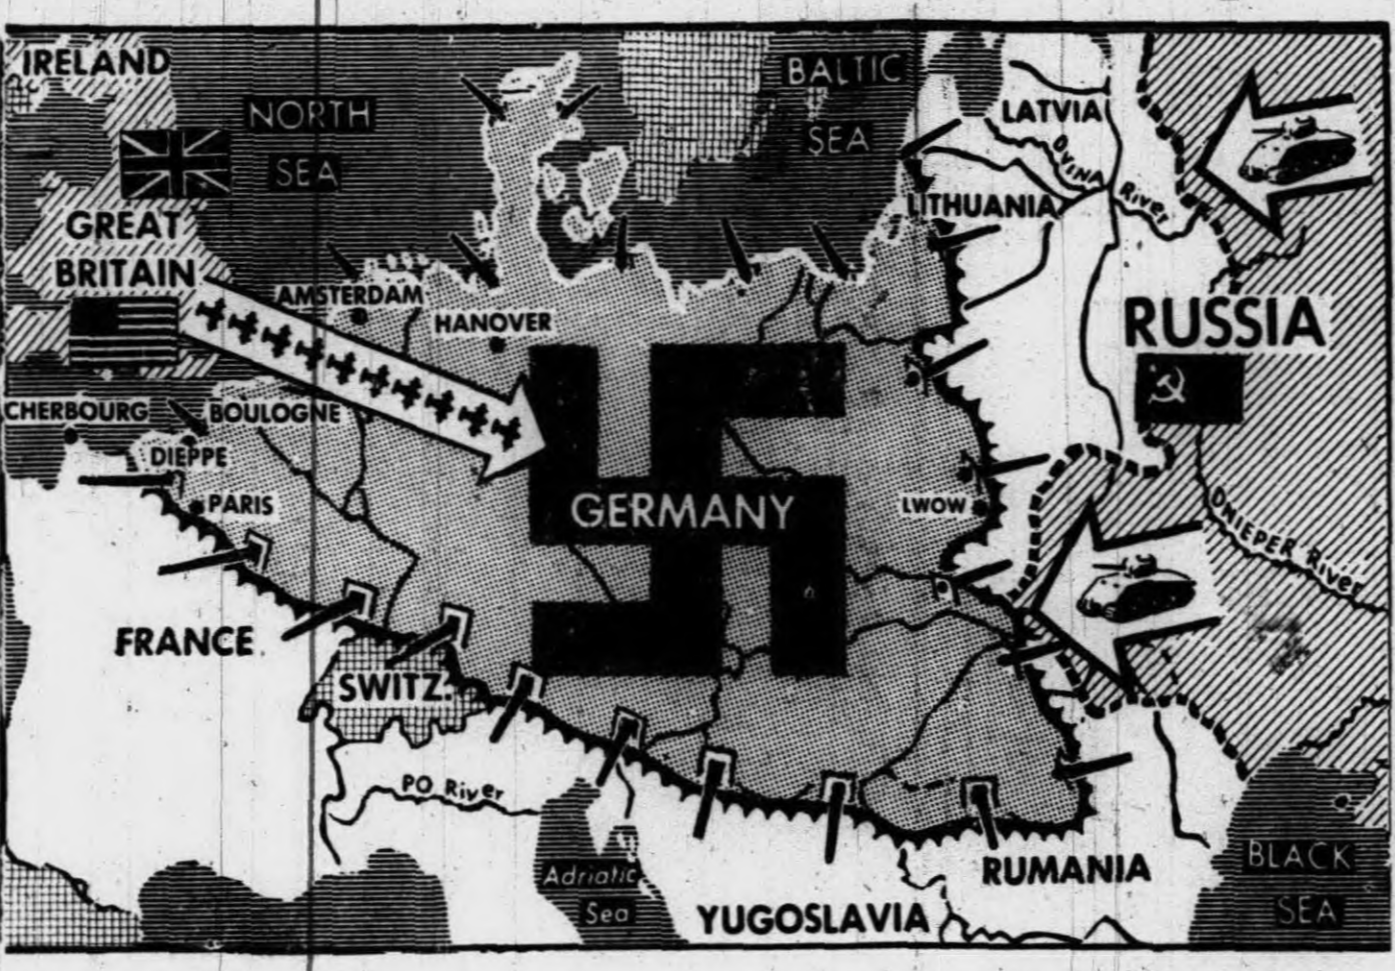 IRELAND
NORTH
SEA
BALTIC
SEA
LATVIA
DVINA River
LITHUANIA
GREAT
BRITAIN
AMSTERDAM
HANOVER
RUSSIA
CHERBOURG
BOULOGNE
DIEPPE
PARIS
GERMANY
LWOW
DNIEPER River
FRANCE
SWITZ.
PO River
Adriatic
Sea
RUMANIA
YUGOSLAVIA
BLACK
SEA